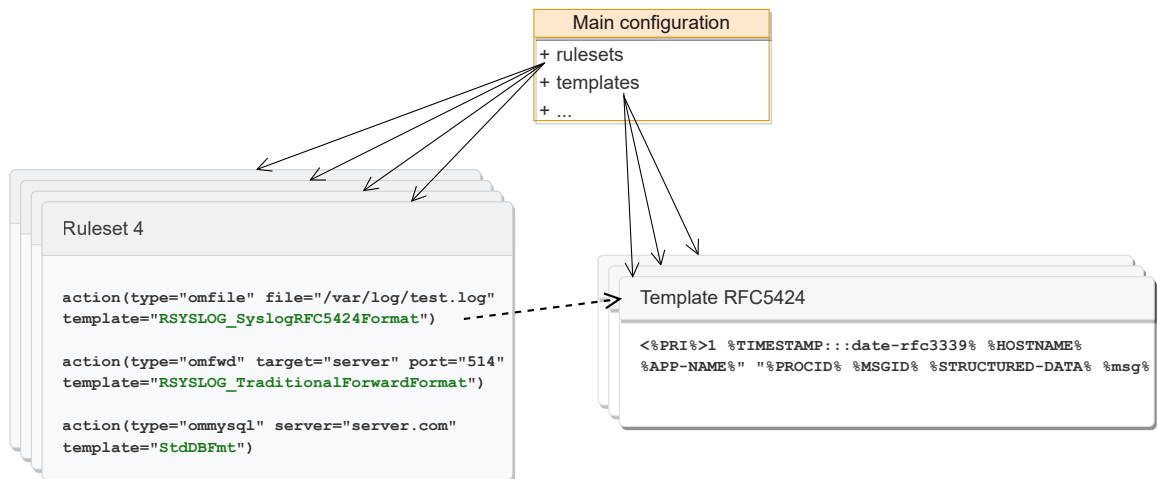 Main configuration
+ rulesets
+ templates
+ ...
Ruleset 4
action(type="omfile" file="/var/log/test.log"
template="RSYSLOG_SyslogRFC5424Format")
action(type="omfwd" target="server" port="514"
template="RSYSLOG_TraditionalForwardFormat")
action(type="ommysql" server="server.com"
template="StdDBFmt")
Template RFC5424
<%PRI%>1 %TIMESTAMP:::date-rfc3339% %HOSTNAME%
%APP-NAME%" "%PROCID% %MSGID% %STRUCTURED-DATA% %msg%